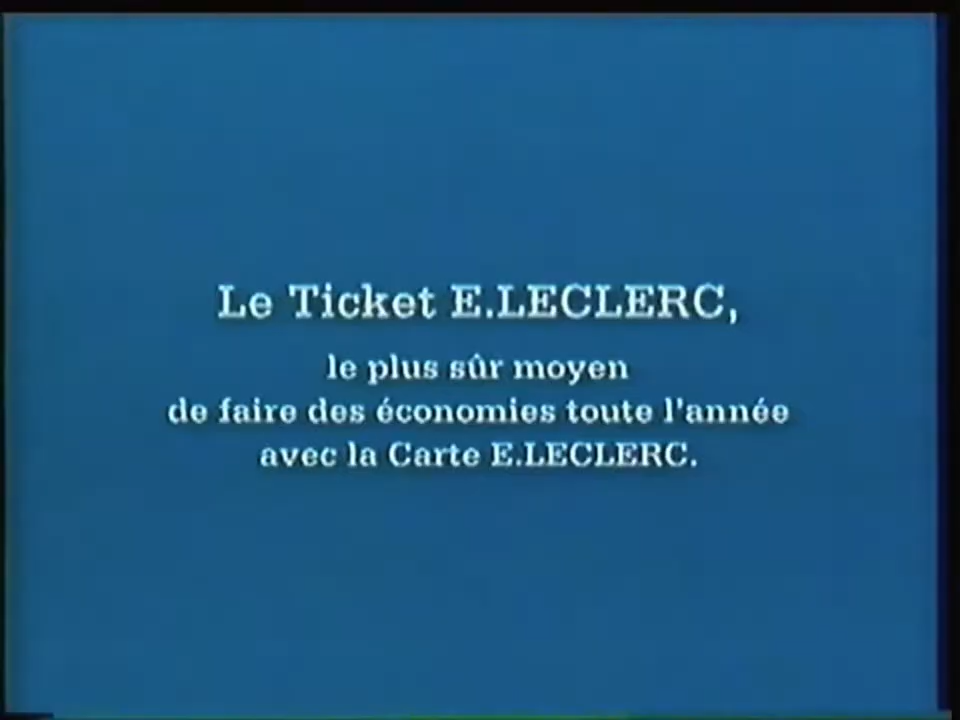 Le Ticket E.LECLERC,
le plus sûr moyen
de faire des économies toute l'année
avec la Carte E.LECLERC.